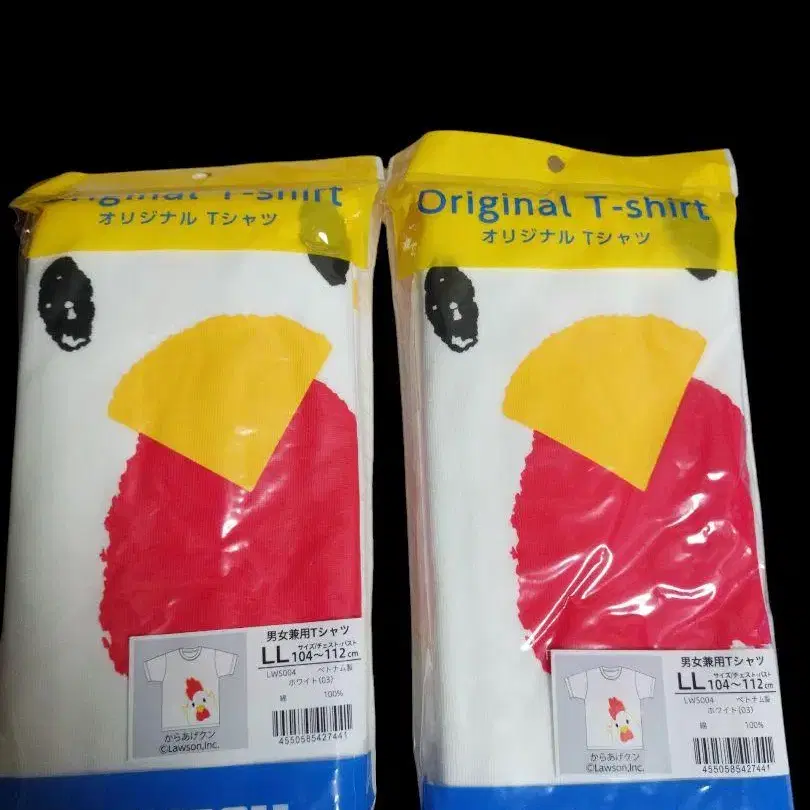 Original T-shirt
オリジナル Tシャツ
男女兼用Tシャツ
サイズ/チェスト・バスト
LL 104～112cm
LWS004 ベトナム製
ホワイト(03)
綿 100%
からあげクン
©Lawson,Inc.
4550585427441
Original T-shirt
オリジナル Tシャツ
男女兼用Tシャツ
サイズ/チェスト・バスト
LL 104～112cm
LWS004 ベトナム製
ホワイト(03)
綿 100%
からあげクン
©Lawson,Inc.
4550585427441